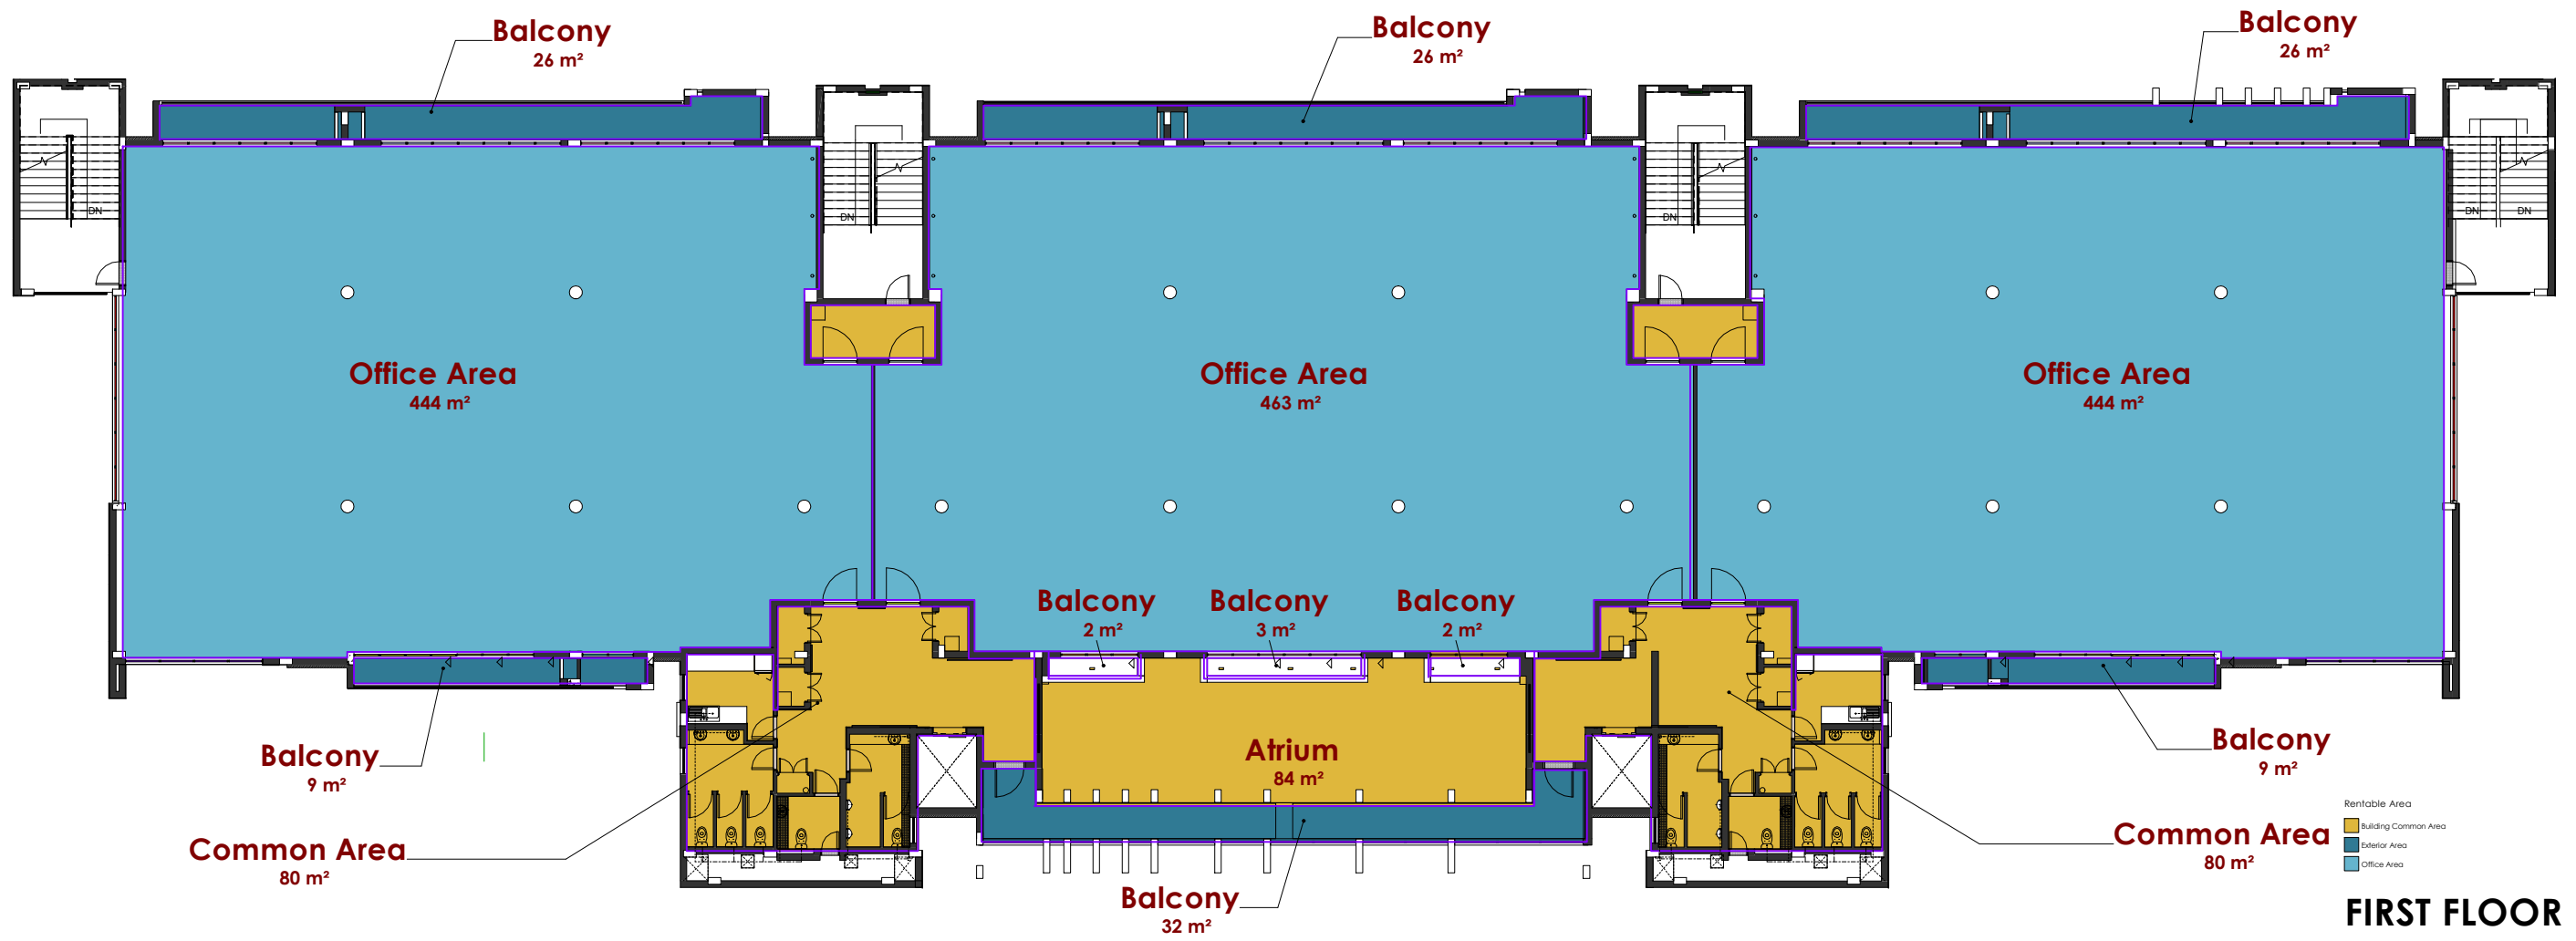 Balcony
26 m²
Balcony
26 m²
Balcony
26 m²
DN
DN
DN
DN
DN
Office Area
444 m²
Office Area
463 m²
Office Area
444 m²
Balcony
2 m²
Balcony
3 m²
Balcony
2 m²
Balcony
9 m²
Atrium
84 m²
Balcony
9 m²
Common Area
80 m²
Common Area
80 m²
Balcony
32 m²
Rentable Area
Building Common Area
Exterior Area
Office Area
FIRST FLOOR